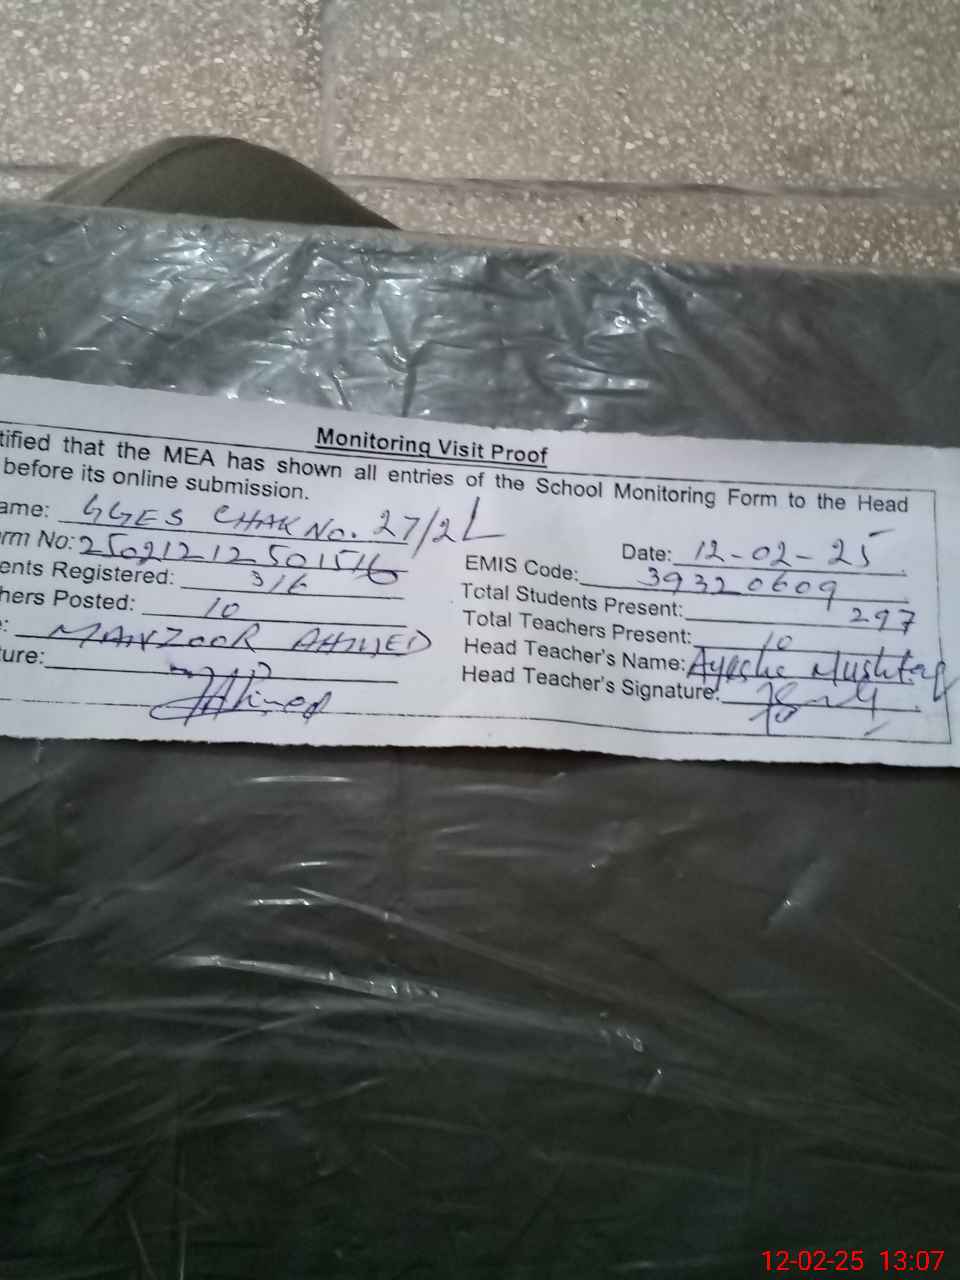 Monitoring Visit Proof
tified that the MEA has shown all entries of the School Monitoring Form to the Head
before its online submission.
ame: GGES CHAK No. 27/2L
Date: 12-02-25
rm No: 25021212501516
EMIS Code: 39320609
ents Registered: 316
Total Students Present: 297
hers Posted: 10
Total Teachers Present: 10
: MANZOOR AHMED
Head Teacher's Name: Ayesha Mushtaq
ture: Ahmed
Head Teacher's Signature:
12-02-25 13:07